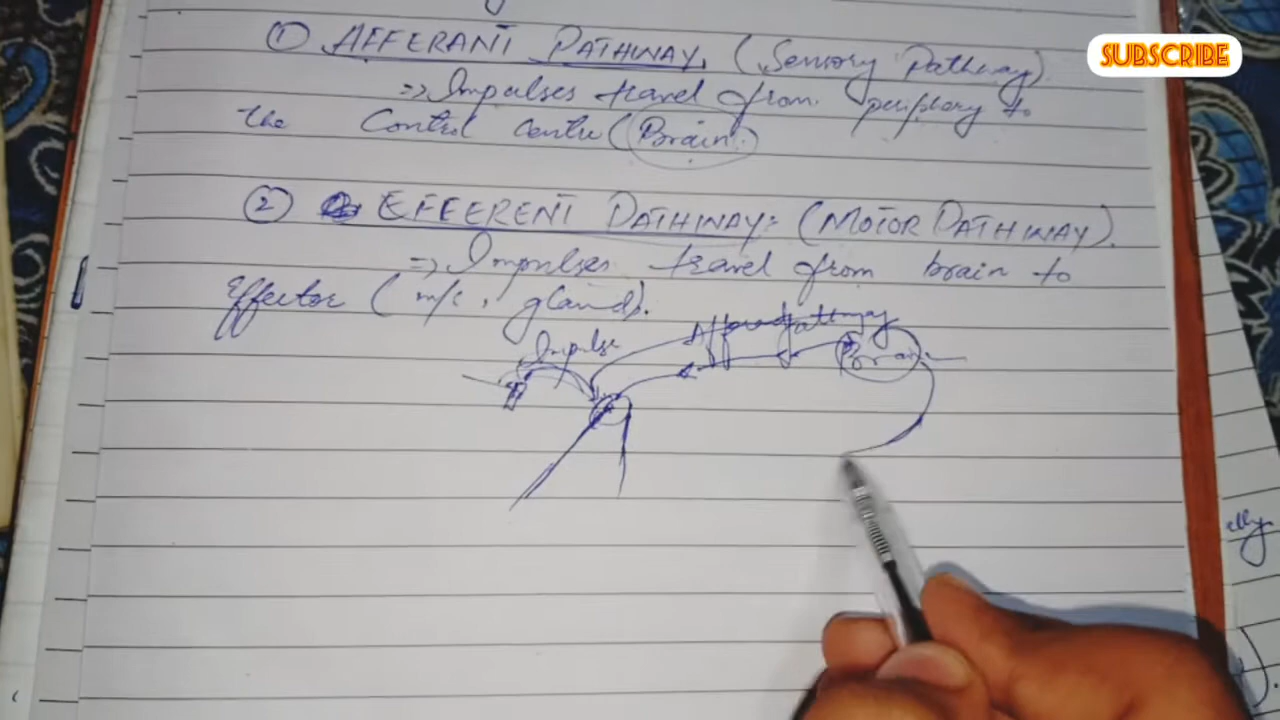 ① AFFERANT PATHWAY. (Sensory Pathway)
SUBSCRIBE
⇒ Impulses travel from periphery to
the Control Centre (Brain).
② EFFERENT PATHWAY: (MOTOR PATHWAY).
⇒ Impulses travel from brain to
Effector (m/c, gland).
Impulse
pathway
Brain